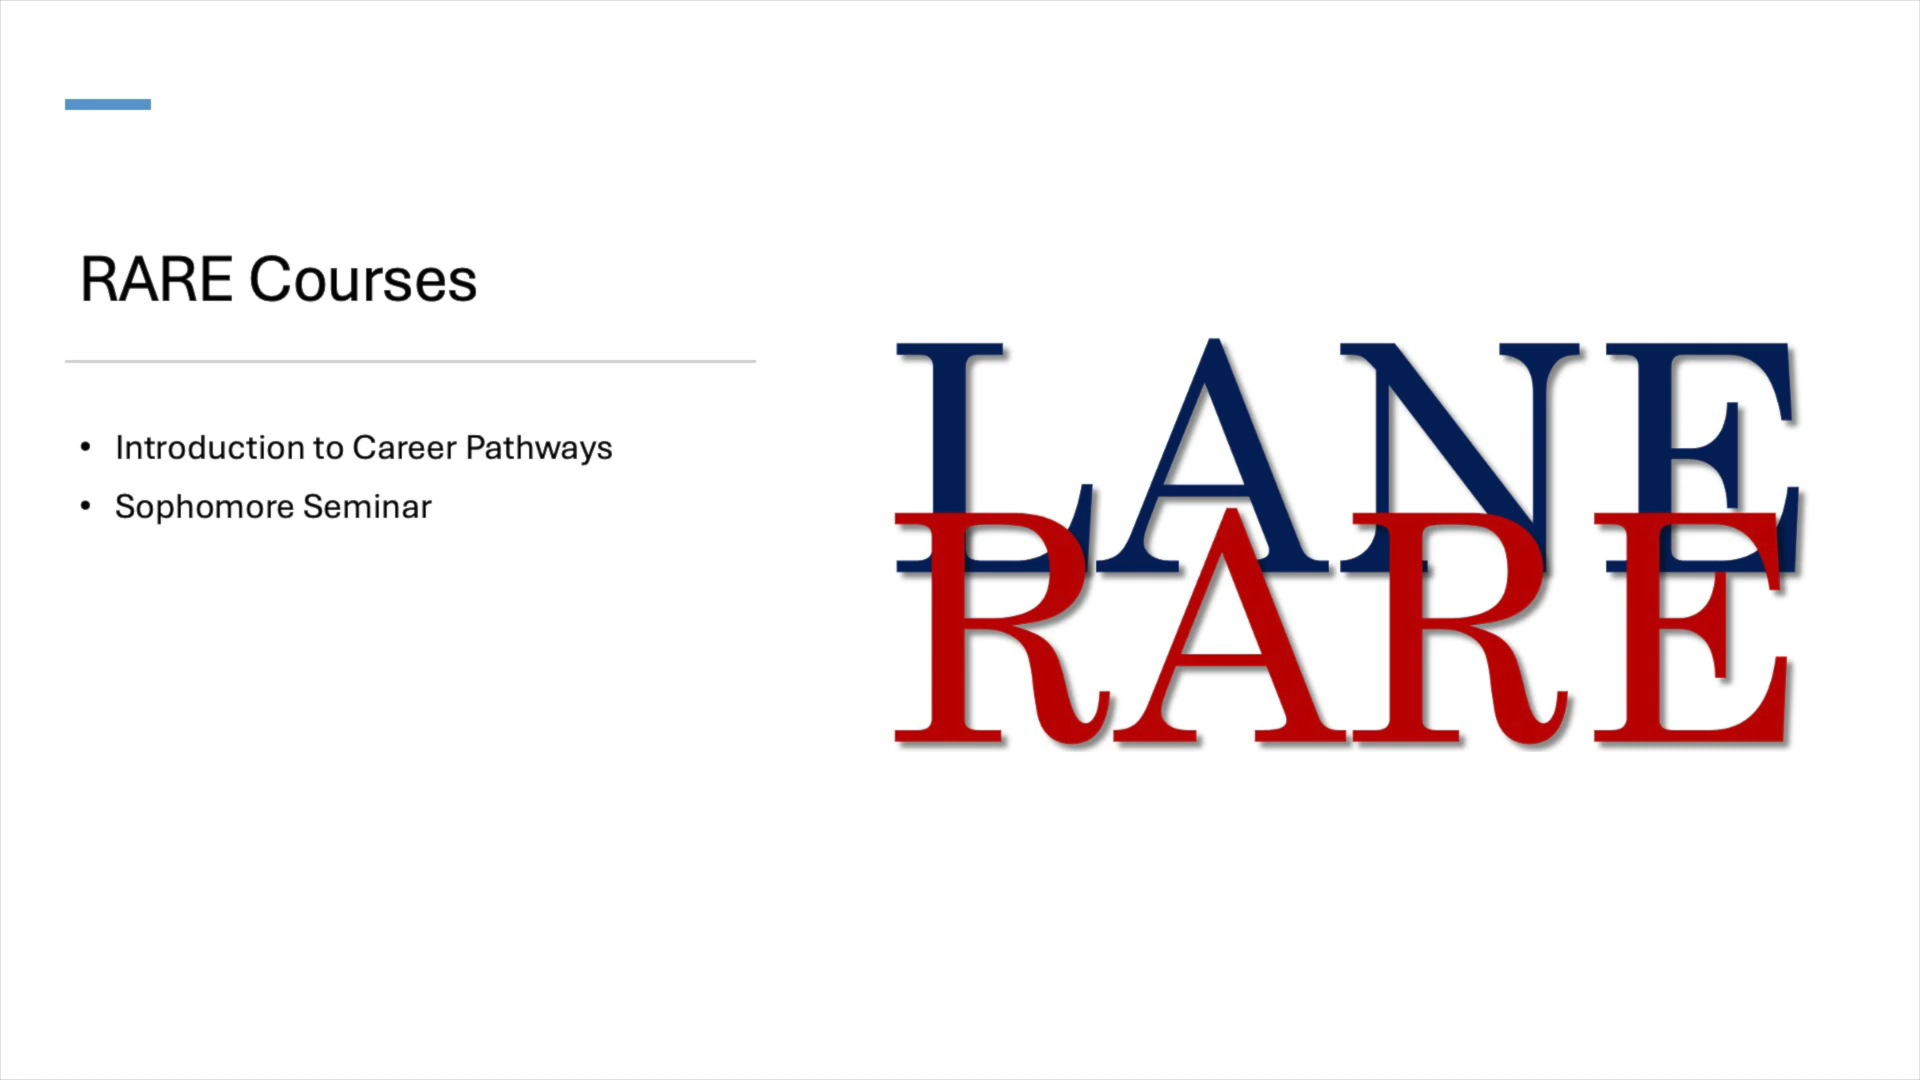 RARE Courses
• Introduction to Career Pathways
• Sophomore Seminar
LANE
RARE